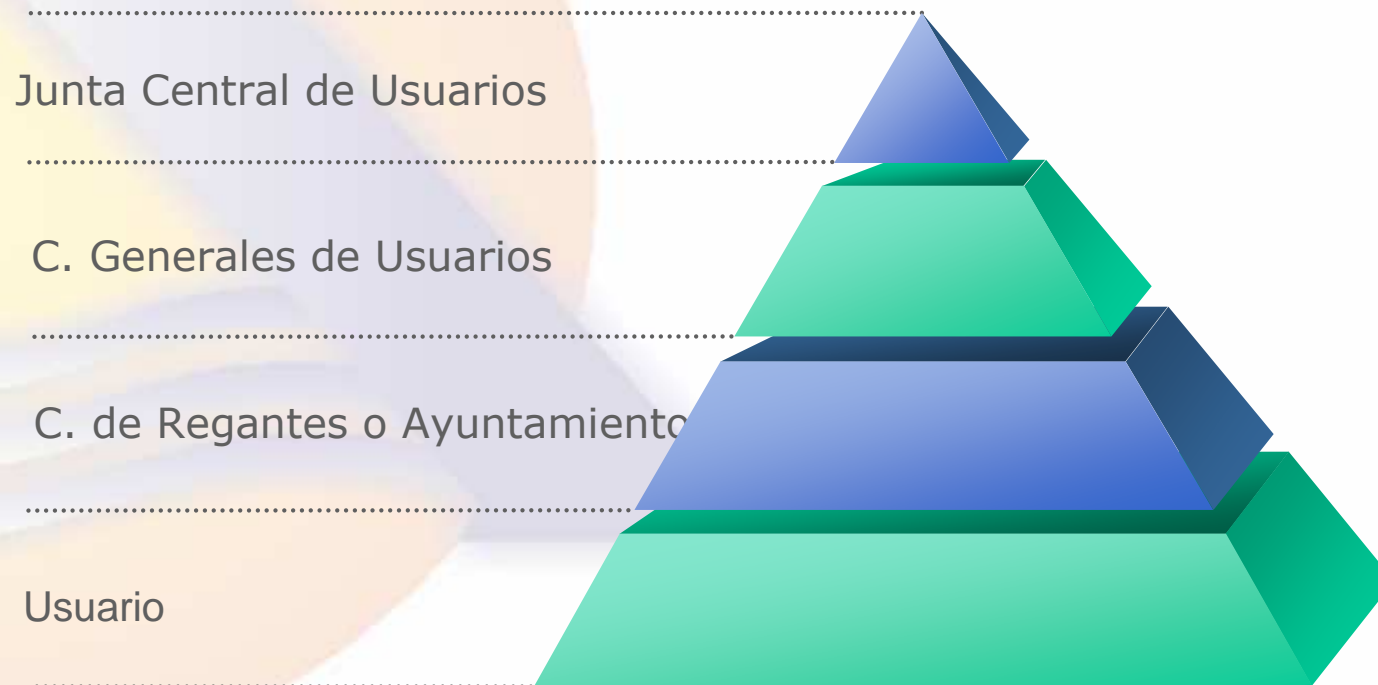 Junta Central de Usuarios
C. Generales de Usuarios
C. de Regantes o Ayuntamiento
Usuario